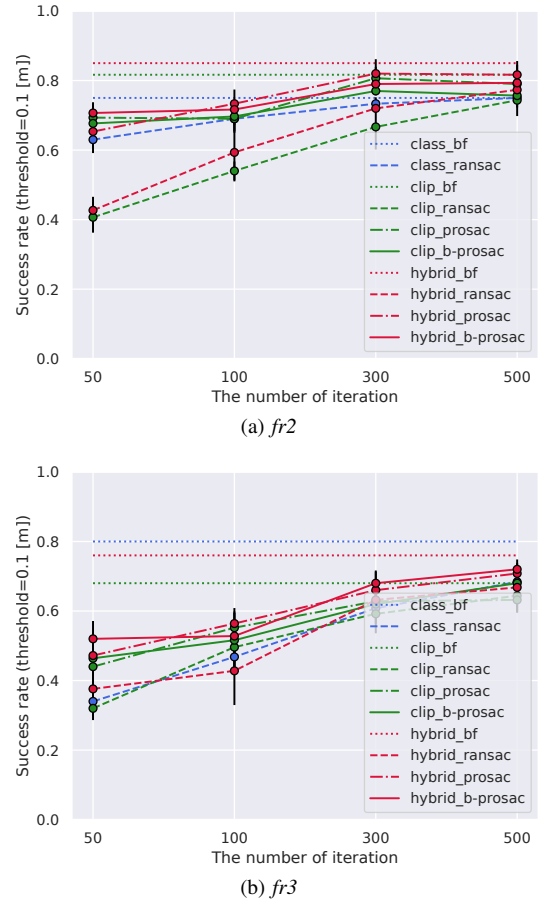 1.0
0.8
0.6
0.4
0.2
0.0
Success rate (threshold=0.1 [m])
class_bf
class_ransac
clip_bf
clip_ransac
clip_prosac
clip_b-prosac
hybrid_bf
hybrid_ransac
hybrid_prosac
hybrid_b-prosac
50 100 300 500
The number of iteration
(a) fr2
1.0
0.8
0.6
0.4
0.2
0.0
Success rate (threshold=0.1 [m])
class_bf
class_ransac
clip_bf
clip_ransac
clip_prosac
clip_b-prosac
hybrid_bf
hybrid_ransac
hybrid_prosac
hybrid_b-prosac
50 100 300 500
The number of iteration
(b) fr3